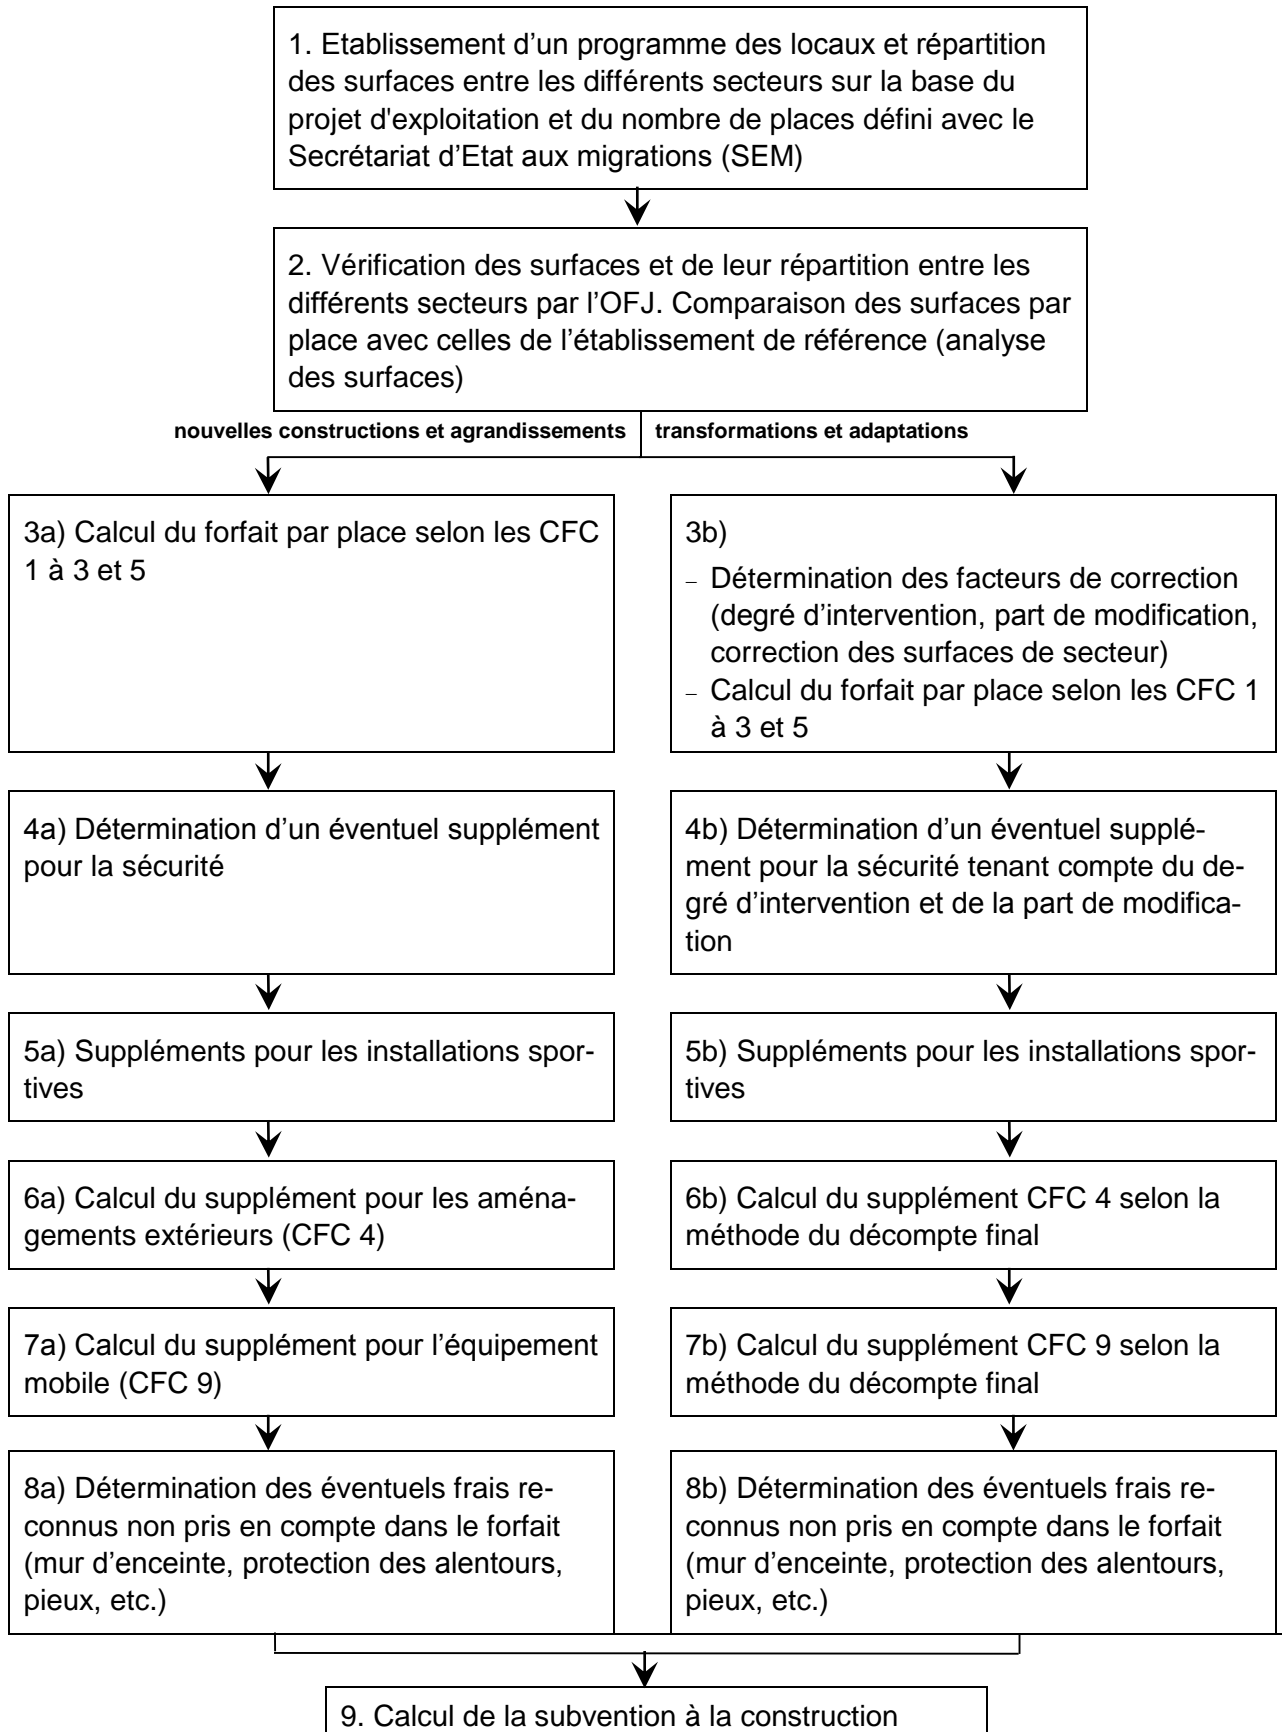 1. Etablissement d’un programme des locaux et répartition
des surfaces entre les différents secteurs sur la base du
projet d'exploitation et du nombre de places défini avec le
Secrétariat d’Etat aux migrations (SEM)
2. Vérification des surfaces et de leur répartition entre les
différents secteurs par l’OFJ. Comparaison des surfaces par
place avec celles de l’établissement de référence (analyse
des surfaces)
nouvelles constructions et agrandissements
transformations et adaptations
3a) Calcul du forfait par place selon les CFC
1 à 3 et 5
3b)
– Détermination des facteurs de correction
(degré d’intervention, part de modification,
correction des surfaces de secteur)
– Calcul du forfait par place selon les CFC 1
à 3 et 5
4a) Détermination d’un éventuel supplément
pour la sécurité
4b) Détermination d’un éventuel supplé-
ment pour la sécurité tenant compte du de-
gré d’intervention et de la part de modifica-
tion
5a) Suppléments pour les installations spor-
tives
5b) Suppléments pour les installations spor-
tives
6a) Calcul du supplément pour les aména-
gements extérieurs (CFC 4)
6b) Calcul du supplément CFC 4 selon la
méthode du décompte final
7a) Calcul du supplément pour l’équipement
mobile (CFC 9)
7b) Calcul du supplément CFC 9 selon la
méthode du décompte final
8a) Détermination des éventuels frais re-
connus non pris en compte dans le forfait
(mur d’enceinte, protection des alentours,
pieux, etc.)
8b) Détermination des éventuels frais re-
connus non pris en compte dans le forfait
(mur d’enceinte, protection des alentours,
pieux, etc.)
9. Calcul de la subvention à la construction